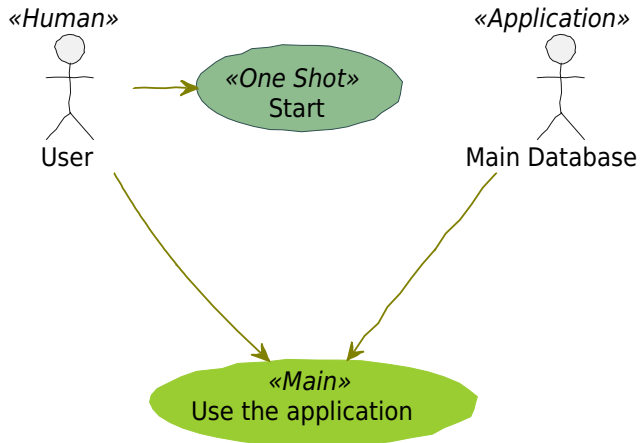 «Human»
«Application»
«One Shot»
Start
User
Main Database
«Main»
Use the application